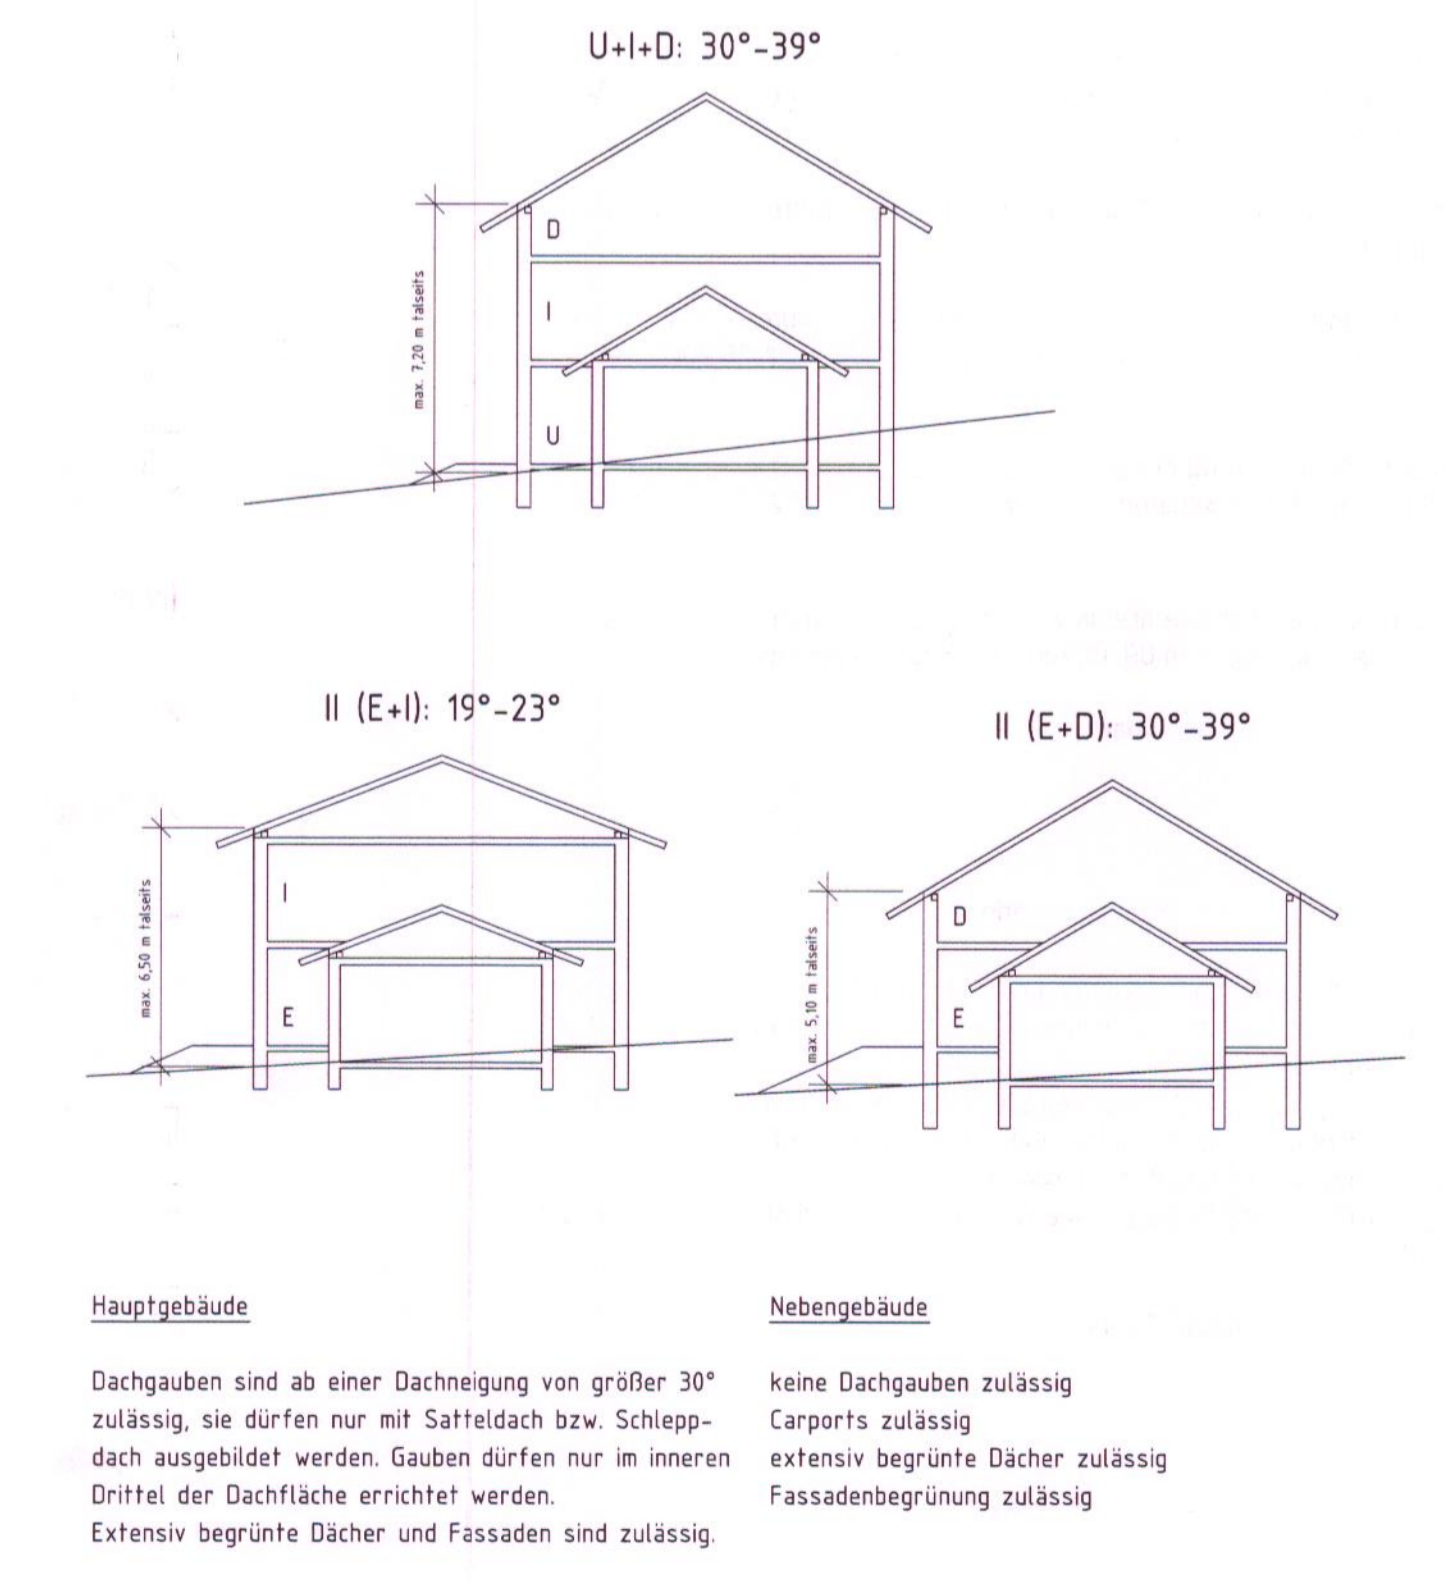 U+I+D: 30°-39°
D
I
U
max. 7,20 m talseits
II (E+I): 19°-23°
I
E
max. 6,50 m talseits
II (E+D): 30°-39°
D
E
max. 5,10 m talseits
Hauptgebäude
Dachgauben sind ab einer Dachneigung von größer 30°
zulässig, sie dürfen nur mit Satteldach bzw. Schlepp-
dach ausgebildet werden. Gauben dürfen nur im inneren
Drittel der Dachfläche errichtet werden.
Extensiv begrünte Dächer und Fassaden sind zulässig.
Nebengebäude
keine Dachgauben zulässig
Carports zulässig
extensiv begrünte Dächer zulässig
Fassadenbegrünung zulässig